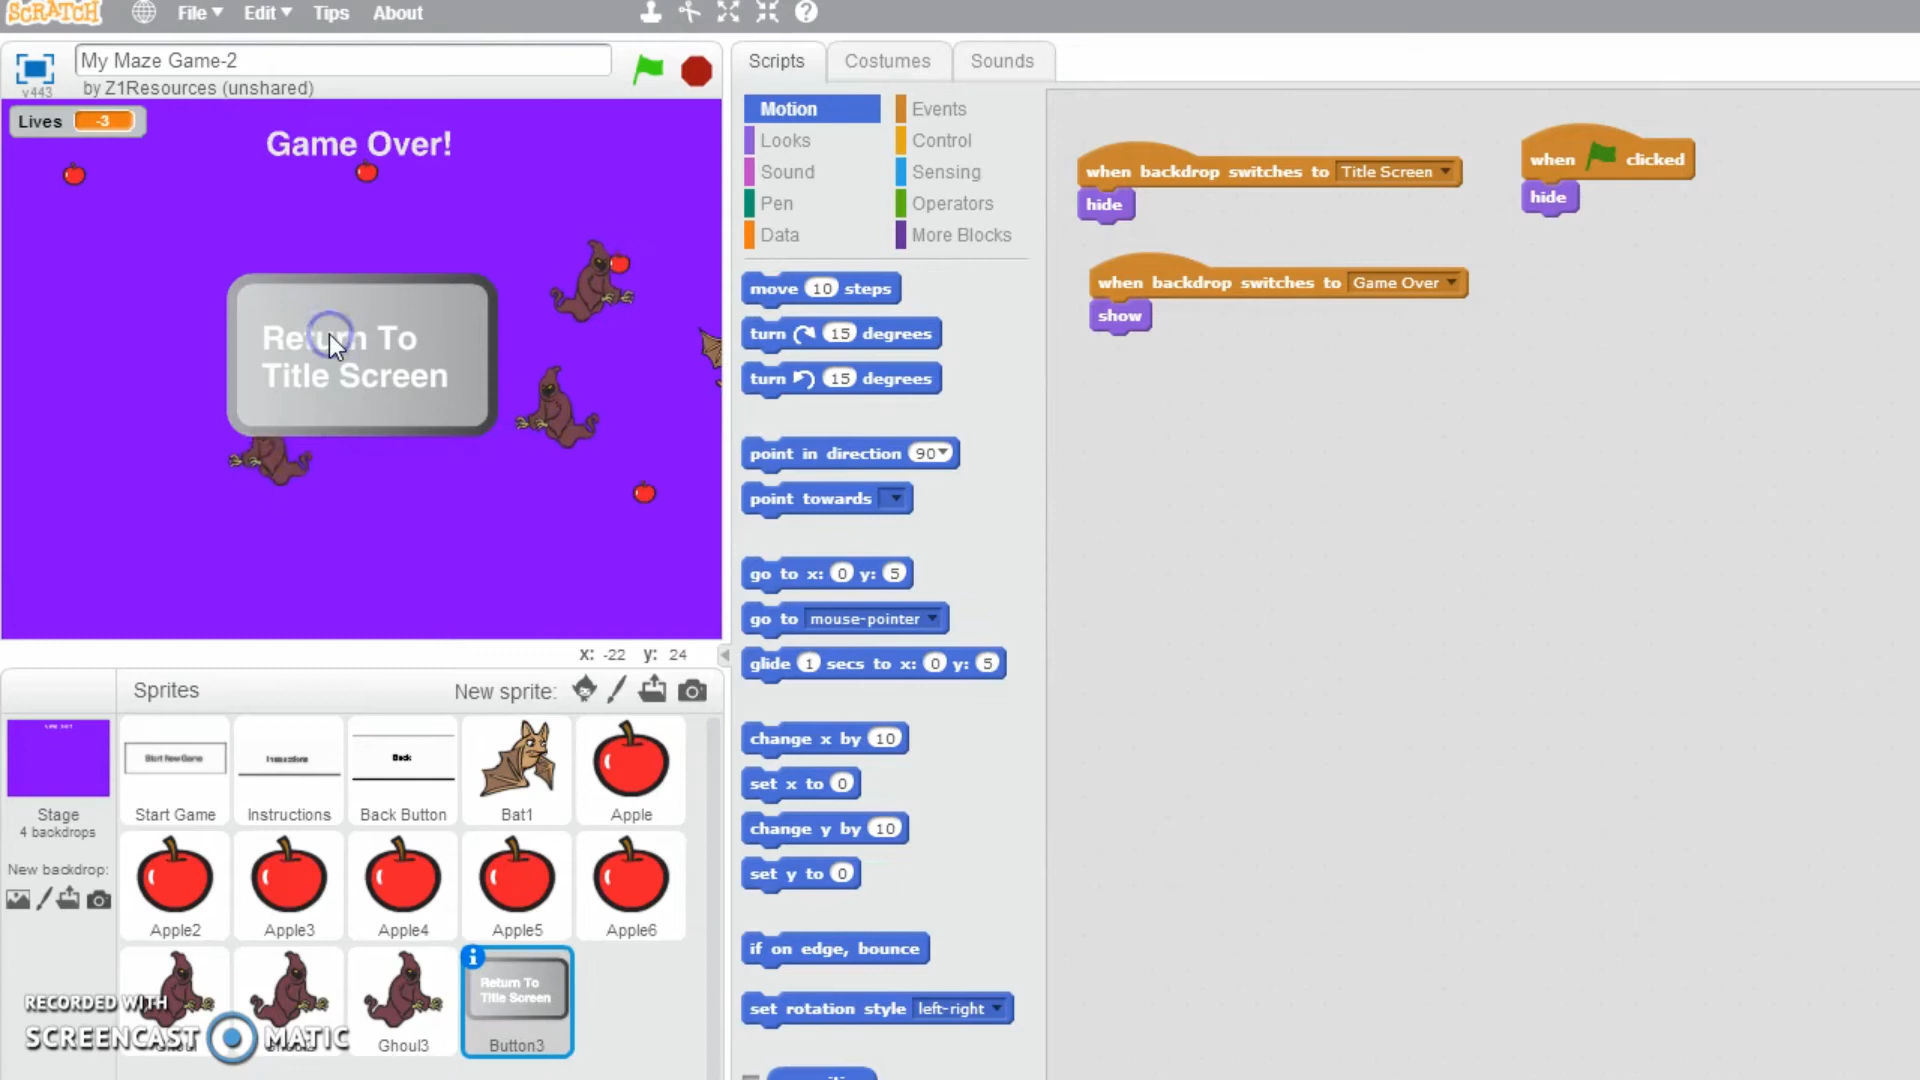 SCRATCH
File Edit Tips About
My Maze Game-2
by Z1Resources (unshared)
v443
Scripts Costumes Sounds
Lives -3
Game Over!
Return To
Title Screen
x: -22 y: 24
Motion Events
Looks Control
Sound Sensing
Pen Operators
Data More Blocks
move 10 steps
turn 15 degrees
turn 15 degrees
point in direction 90
point towards
go to x: 0 y: 5
go to mouse-pointer
glide 1 secs to x: 0 y: 5
change x by 10
set x to 0
change y by 10
set y to 0
if on edge, bounce
set rotation style left-right
when backdrop switches to Title Screen
hide
when clicked
hide
when backdrop switches to Game Over
show
Sprites New sprite:
Stage
4 backdrops
New backdrop:
Start New Game
Instructions
Back
Start Game Instructions Back Button Bat1 Apple
Apple2 Apple3 Apple4 Apple5 Apple6
Return To
Title Screen
Ghoul3 Button3
RECORDED WITH
SCREENCAST MATIC